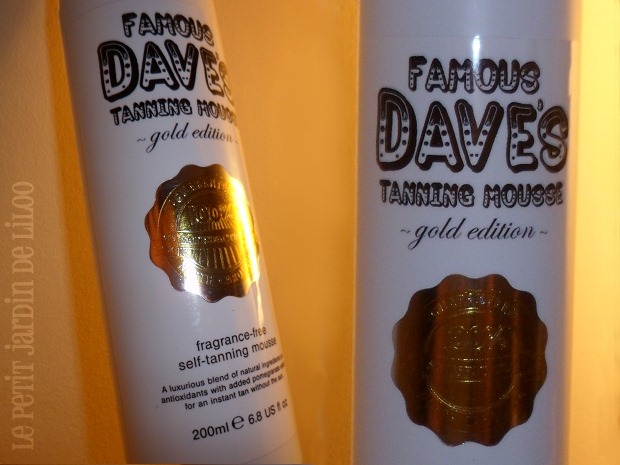 FAMOUS
DAVE'S
TANNING MOUSSE
~gold edition~
fragrance-free
self-tanning mousse
A luxurious blend of natural ingredients
antioxidants with added pomegranate
for an instant tan without the
200ml e 6.8 US fl oz
FAMOUS
DAVE'S
TANNING MOUSSE
~gold edition~
LE PETIT JARDIN DE LILOO